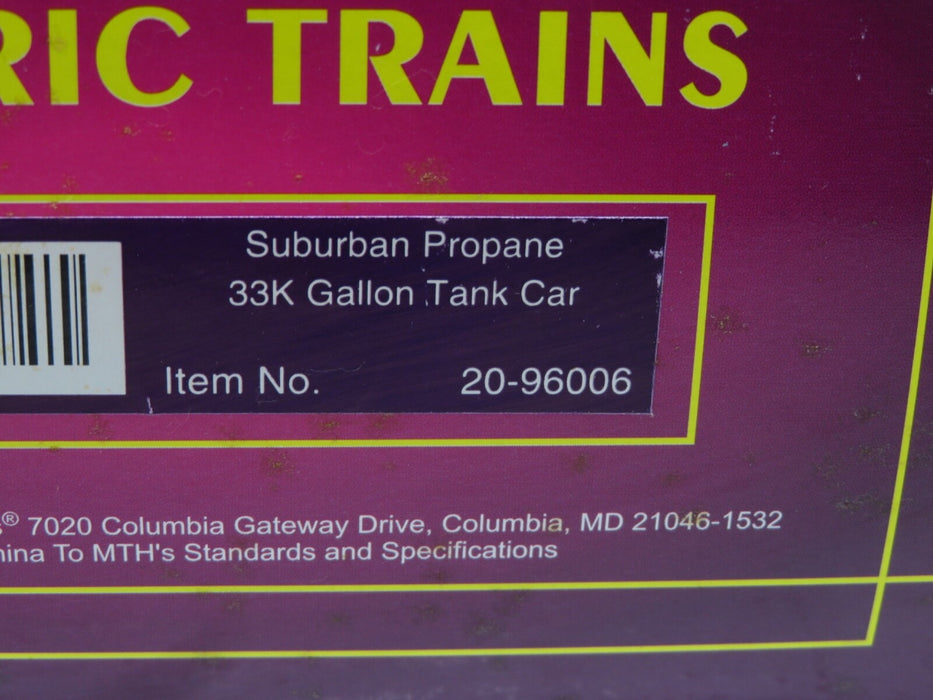 RIC TRAINS
Suburban Propane
33K Gallon Tank Car
Item No. 20-96006
® 7020 Columbia Gateway Drive, Columbia, MD 21046-1532
hina To MTH's Standards and Specifications